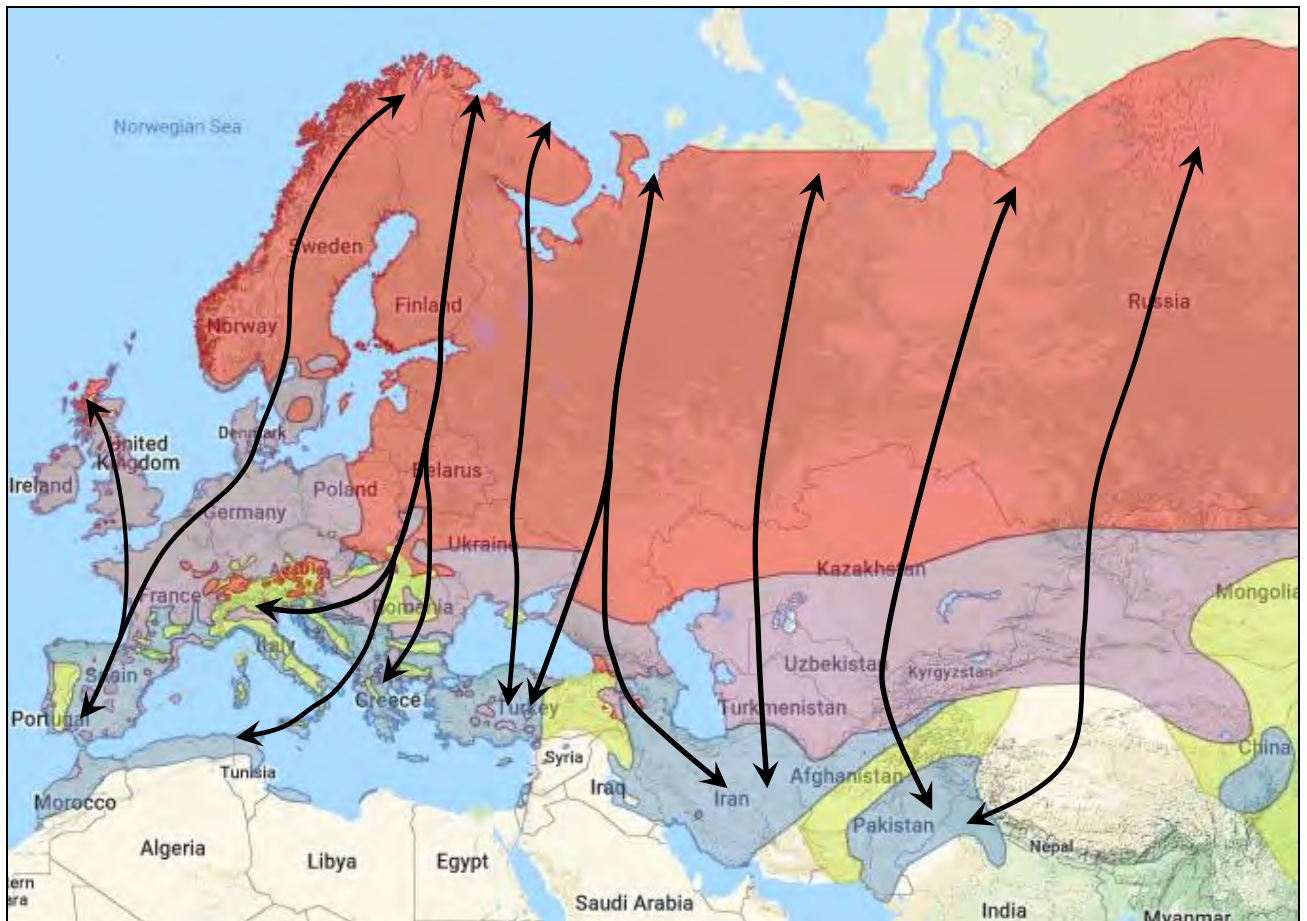 Norwegian Sea
Sweden
Finland
Norway
Russia
United
Kingdom
Denmark
Ireland
Belarus
Poland
Germany
Ukraine
Kazakhstan
Austria
France
Romania
Mongolia
Italy
Uzbekistan
Kyrgyzstan
Spain
Greece
Turkey
Turkmenistan
Portugal
Syria
China
Tunisia
Afghanistan
Iraq
Iran
Morocco
Pakistan
Algeria
Libya
Egypt
Nepal
Saudi Arabia
India
Myanmar